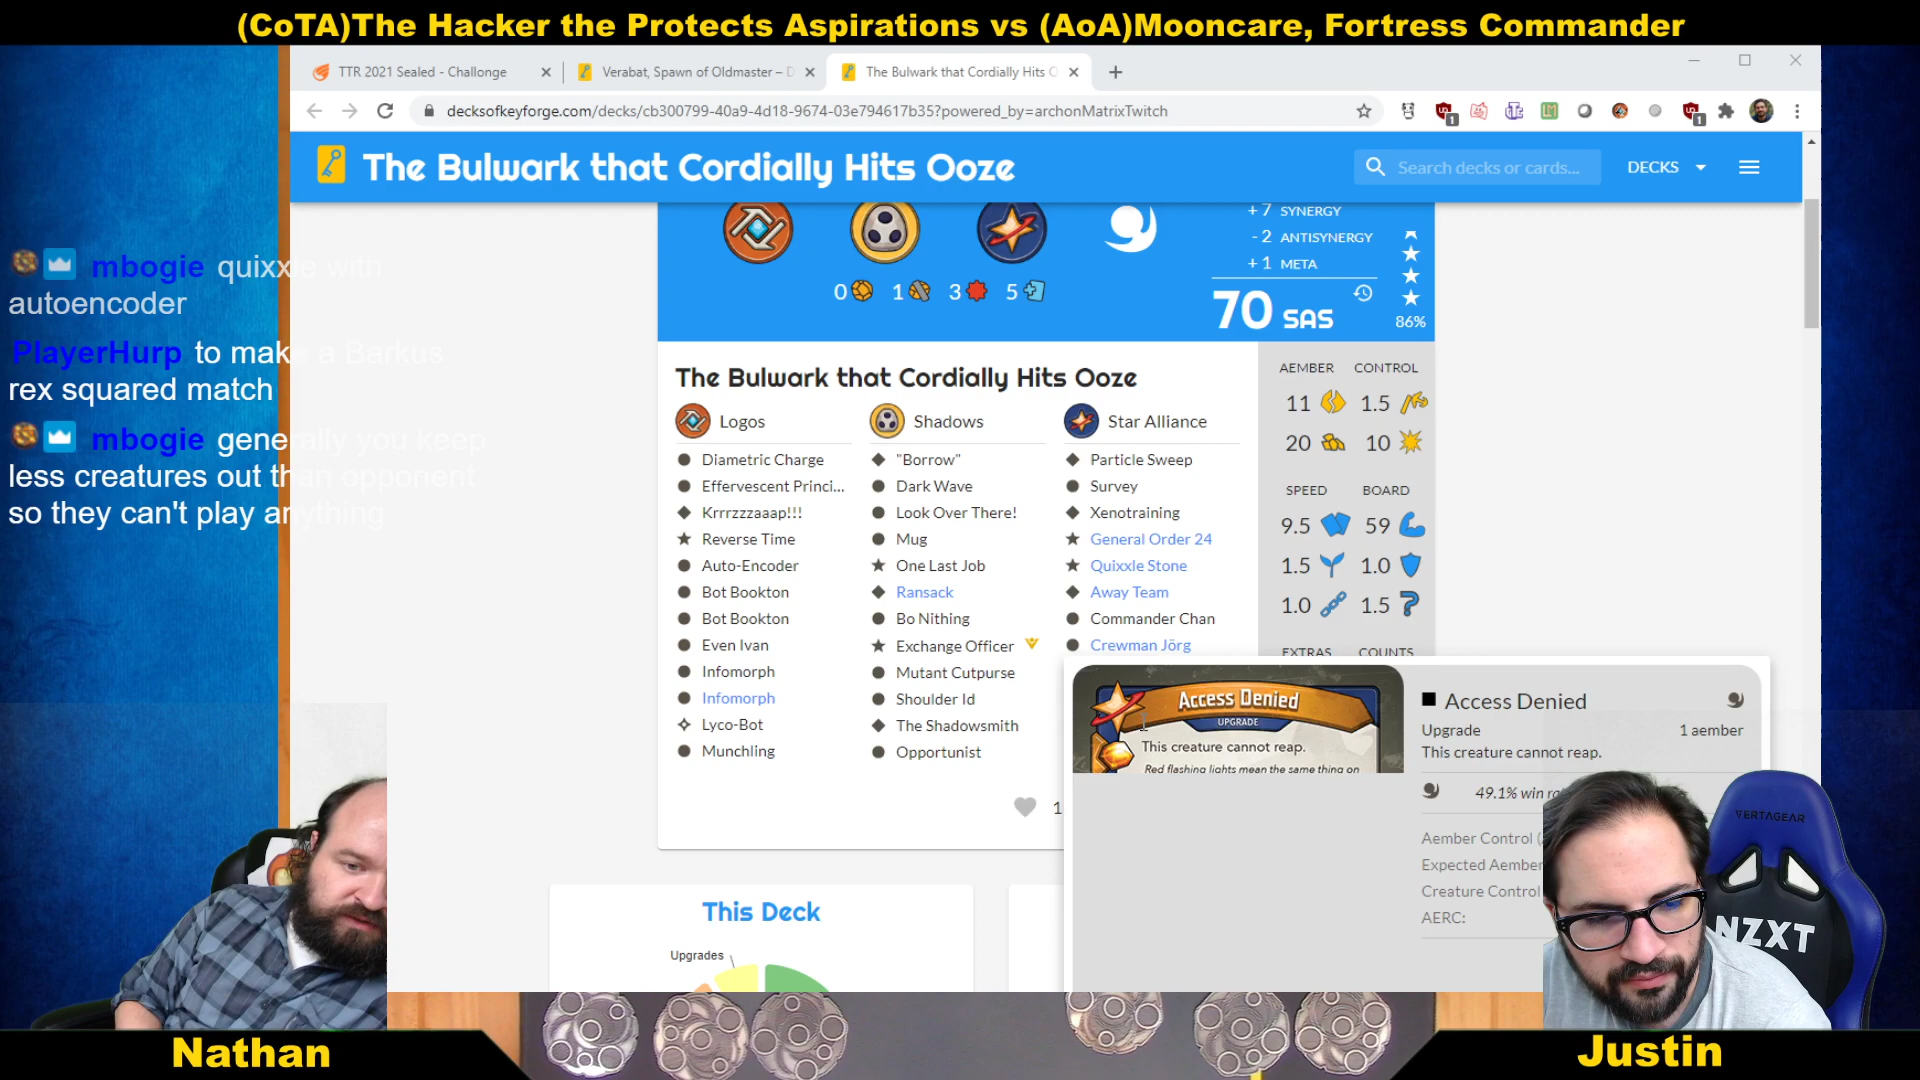 (CoTA)The Hacker the Protects Aspirations vs (AoA)Mooncare, Fortress Commander
TTR 2021 Sealed - Challonge
Verabat, Spawn of Oldmaster – D
The Bulwark that Cordially Hits O
decksofkeyforge.com/decks/cb300799-40a9-4d18-9674-03e794617b35?powered_by=archonMatrixTwitch
The Bulwark that Cordially Hits Ooze
Search decks or cards...
DECKS
+ 7 SYNERGY
- 2 ANTISYNERGY
+ 1 META
0 1 3 5
70 SAS
86%
mbogie quixxle with
autoencoder
PlayerHurp to make a Barkus
rex squared match
mbogie generally you keep
less creatures out than opponent
so they can't play anything
The Bulwark that Cordially Hits Ooze
Logos
Diametric Charge
Effervescent Princi...
Krrrzzzaaap!!!
Reverse Time
Auto-Encoder
Bot Bookton
Bot Bookton
Even Ivan
Infomorph
Infomorph
Lyco-Bot
Munchling
Shadows
"Borrow"
Dark Wave
Look Over There!
Mug
One Last Job
Ransack
Bo Nithing
Exchange Officer
Mutant Cutpurse
Shoulder Id
The Shadowsmith
Opportunist
Star Alliance
Particle Sweep
Survey
Xenotraining
General Order 24
Quixxle Stone
Away Team
Commander Chan
Crewman Jörg
AEMBER CONTROL
11 1.5
20 10
SPEED BOARD
9.5 59
1.5 1.0
1.0 1.5
EXTRAS COUNTS
1
Access Denied
UPGRADE
This creature cannot reap.
Red flashing lights mean the same thing on
Access Denied
Upgrade 1 aember
This creature cannot reap.
49.1% win
Aember Control
Expected Aember
Creature Control
AERC:
This Deck
Upgrades
VERTAGEAR
NZXT
Nathan
Justin